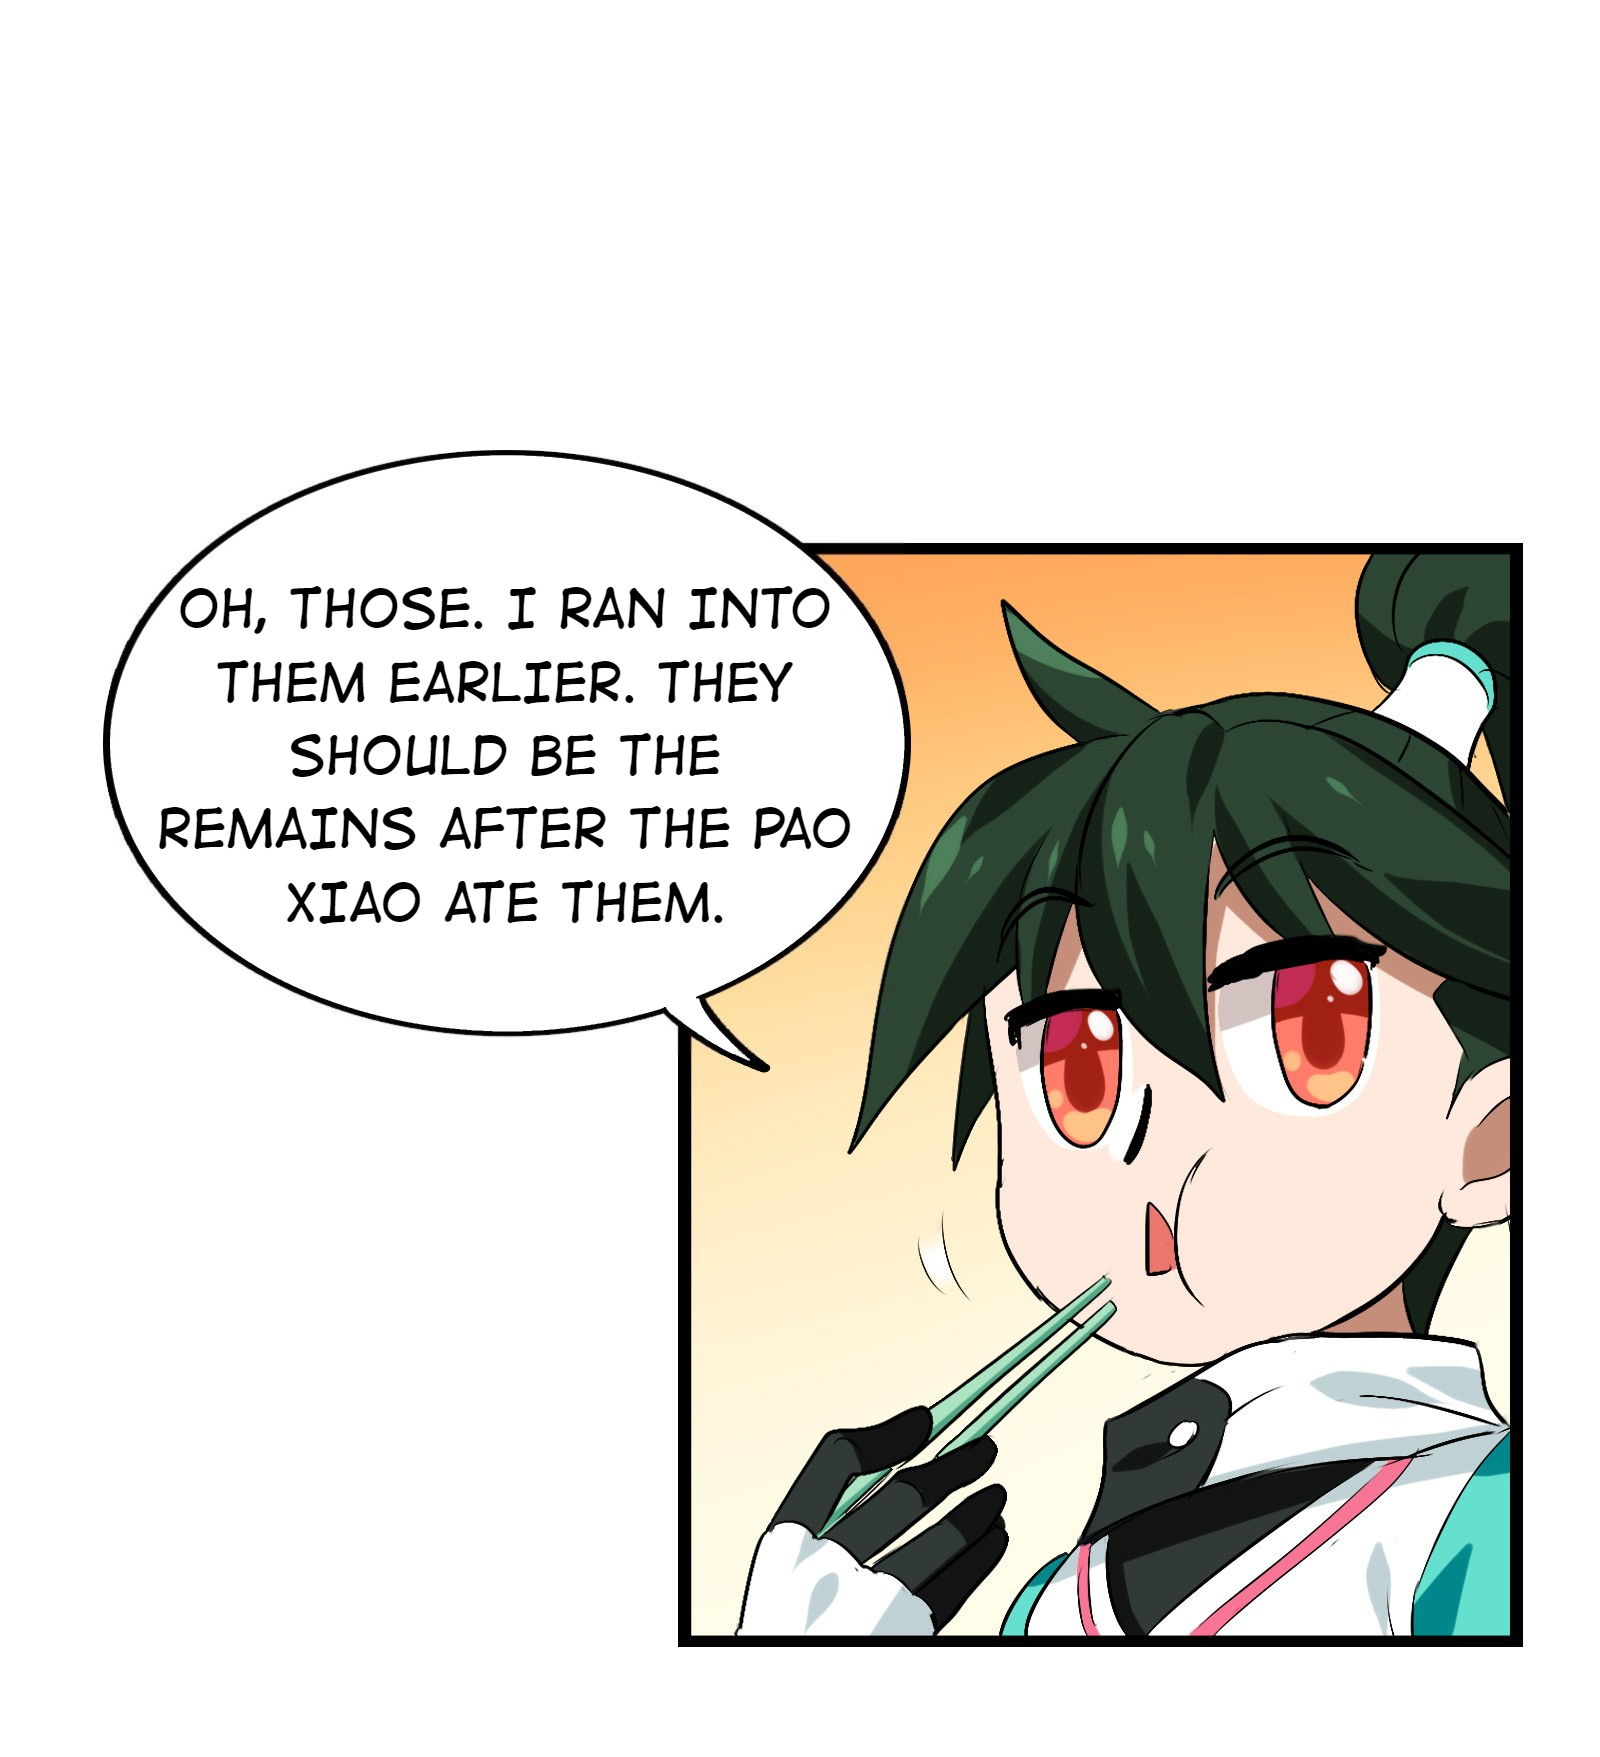 OH, THOSE. I RAN INTO
THEM EARLIER. THEY
SHOULD BE THE
REMAINS AFTER THE PAO
XIAO ATE THEM.